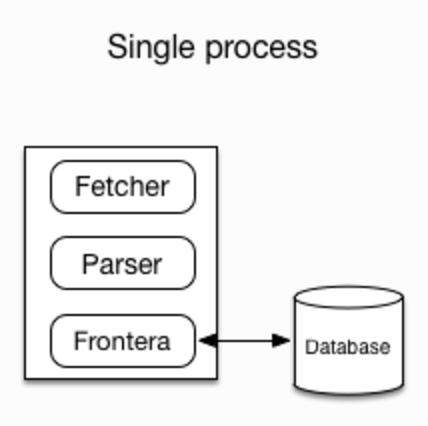 Single process
Fetcher
Parser
Frontera
Database